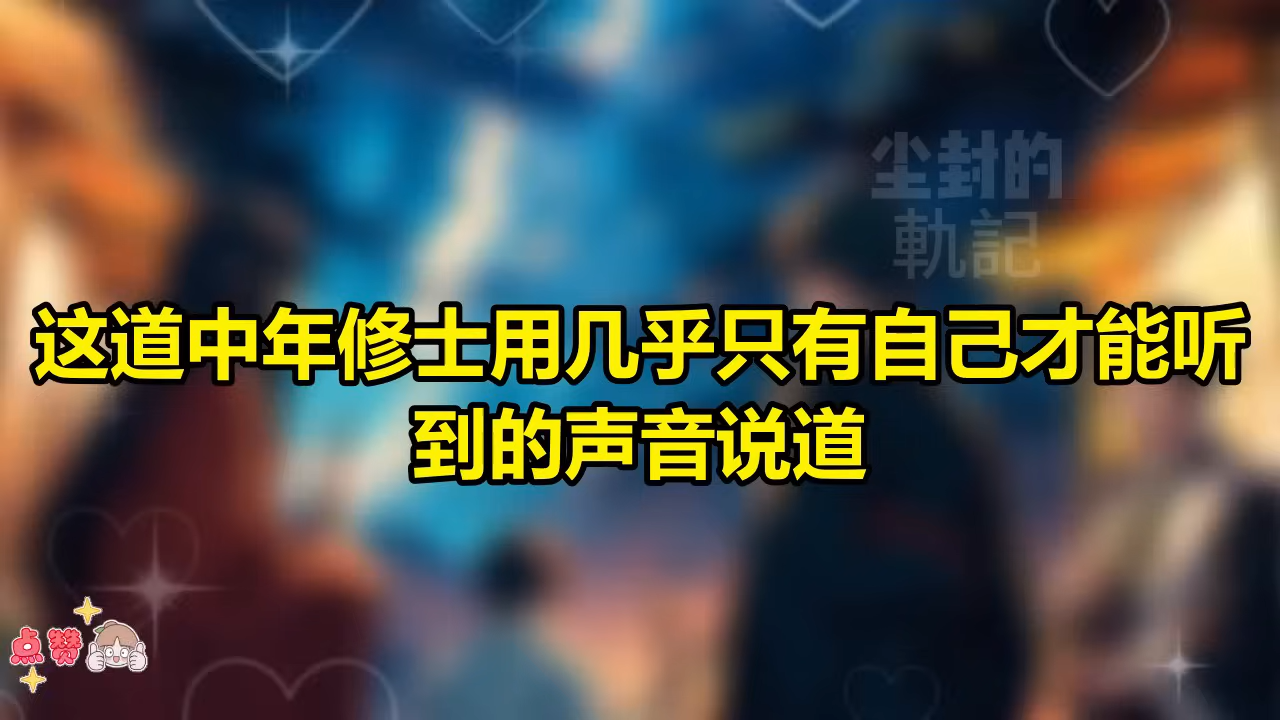 尘封的
軌記
这道中年修士用几乎只有自己才能听
到的声音说道
点赞